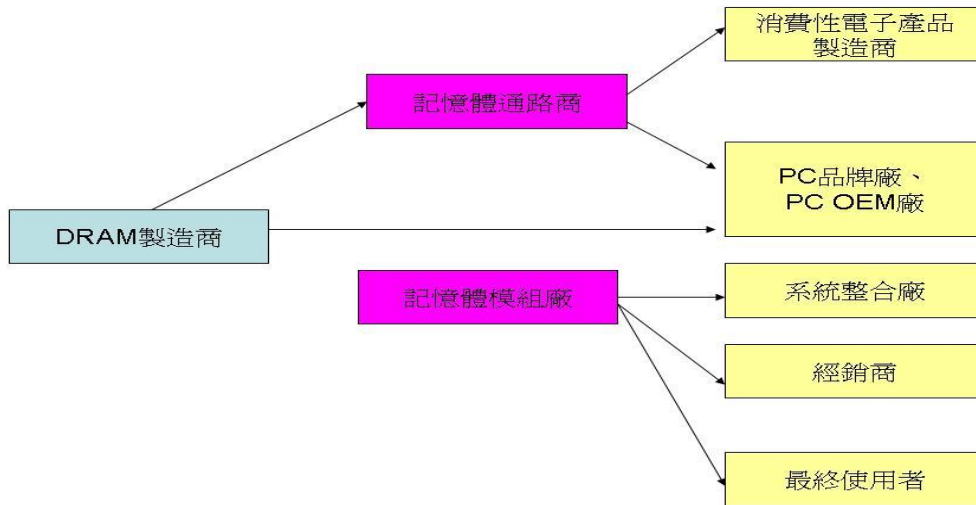 消費性電子產品
製造商
記憶體通路商
PC品牌廠、
PC OEM廠
DRAM製造商
記憶體模組廠
系統整合廠
經銷商
最終使用者